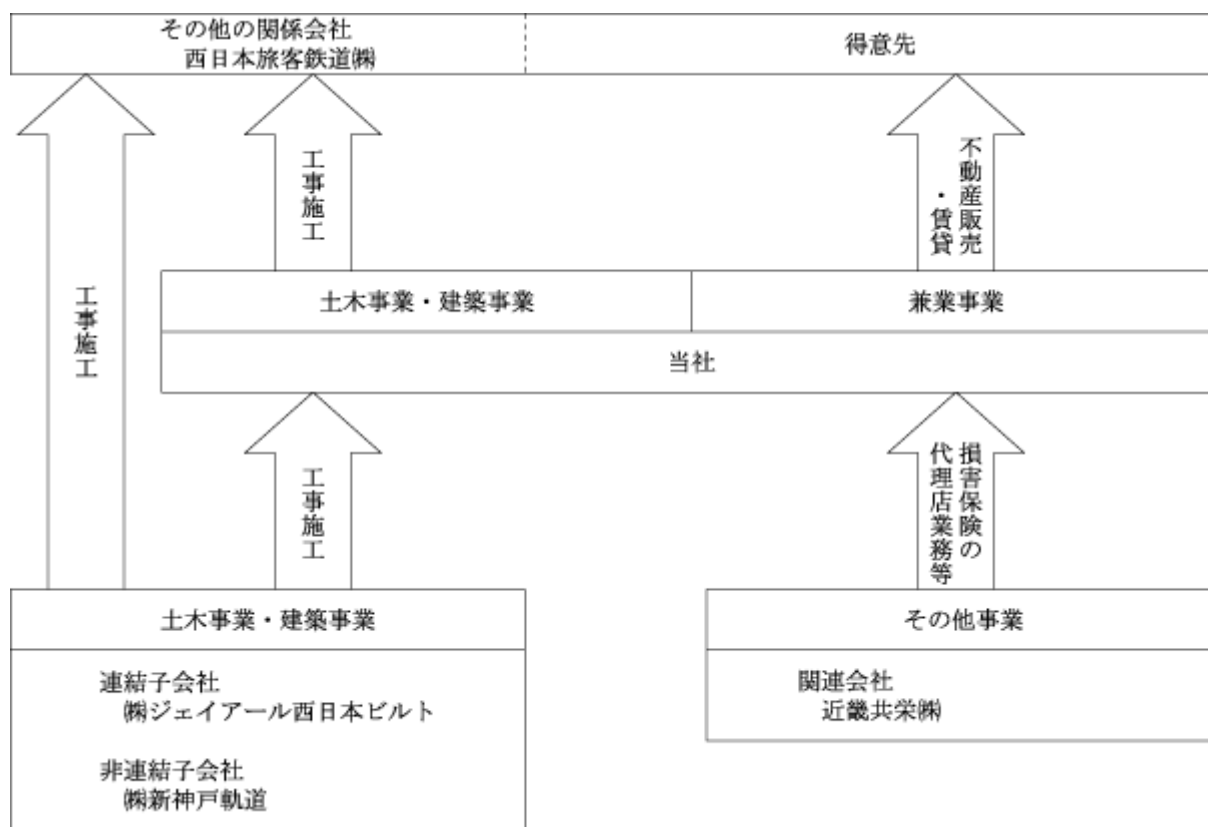 その他の関係会社
西日本旅客鉄道㈱
得意先
工事施工
工事施工
不動産販売
・賃貸
土木事業・建築事業
兼業事業
当社
工事施工
損害保険の
代理店業務等
土木事業・建築事業
連結子会社
㈱ジェイアール西日本ビルト
非連結子会社
㈱新神戸軌道
その他事業
関連会社
近畿共栄㈱